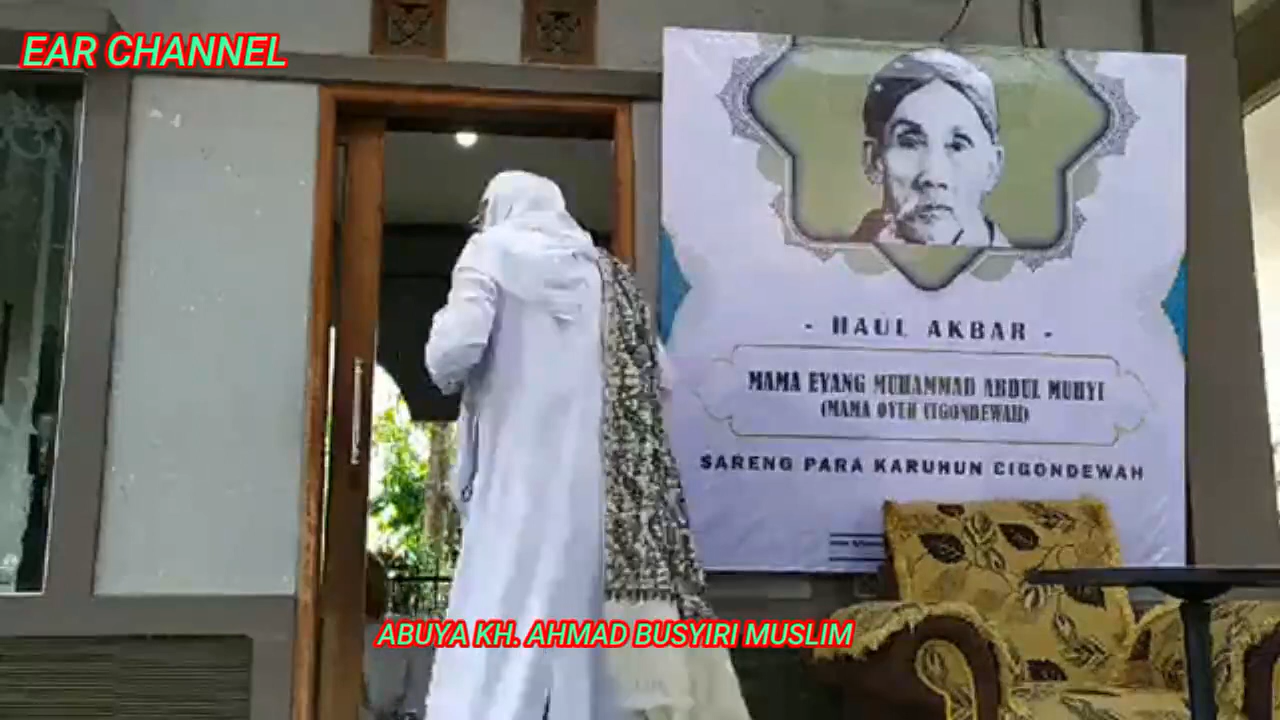 EAR CHANNEL
- HAUL AKBAR -
MAMA EYANG MUHAMMAD ABDUL MUHYI
(MAMA OYEH CIGONDEWAH)
SARENG PARA KARUHUN CIGONDEWAH
ABUYA KH. AHMAD BUSYIRI MUSLIM